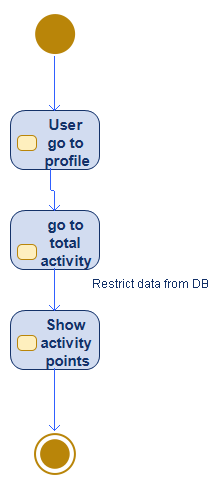 User
go to
profile
go to
total
activity
Restrict data from DB
Show
activity
points